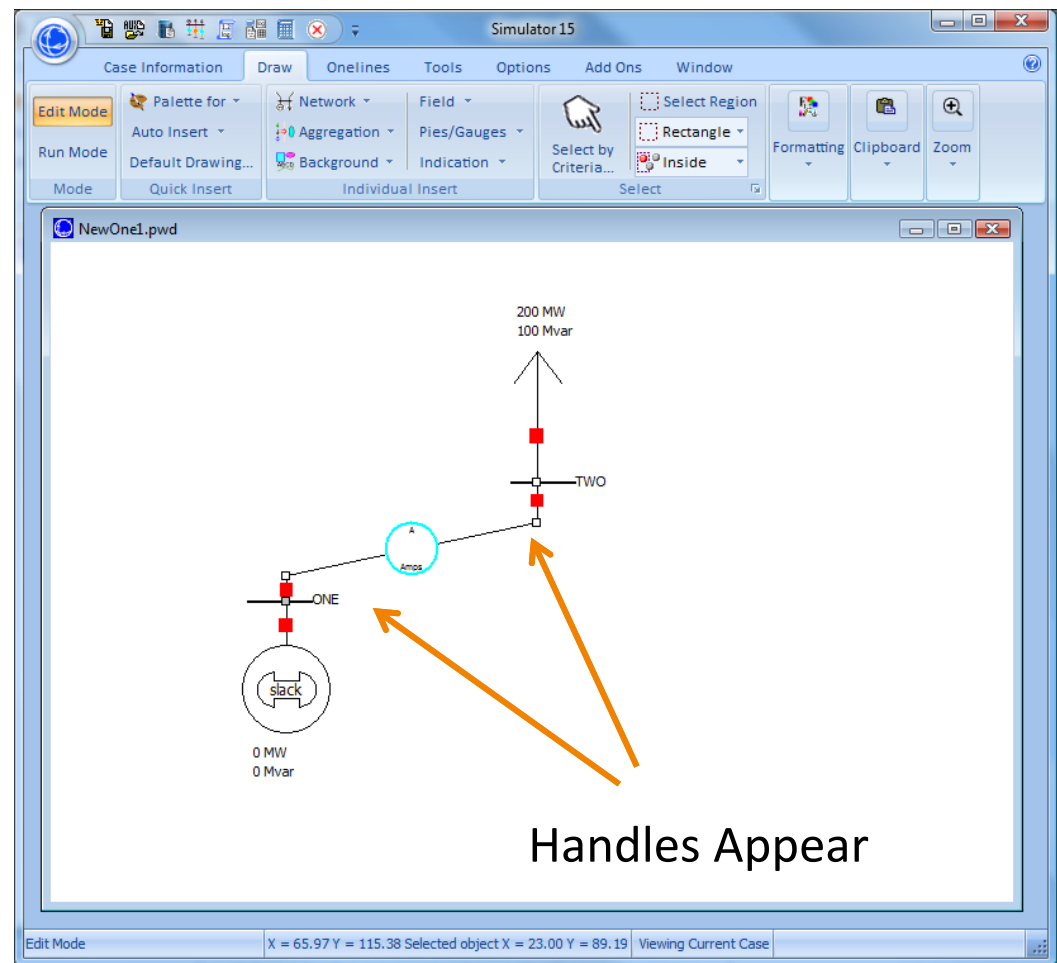 Simulator 15
Case Information Draw Onelines Tools Options Add Ons Window
Edit Mode
Run Mode
Mode
Palette for
Auto Insert
Default Drawing...
Quick Insert
Network
Aggregation
Background
Field
Pies/Gauges
Indication
Individual Insert
Select by
Criteria...
Select Region
Rectangle
Inside
Select
Formatting
Clipboard
Zoom
NewOne1.pwd
200 MW
100 Mvar
TWO
A
Amps
ONE
slack
0 MW
0 Mvar
Handles Appear
Edit Mode X = 65.97 Y = 115.38 Selected object X = 23.00 Y = 89.19 Viewing Current Case